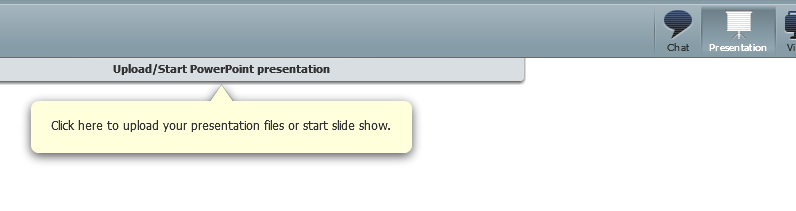 Chat
Presentation
Upload/Start PowerPoint presentation
Click here to upload your presentation files or start slide show.